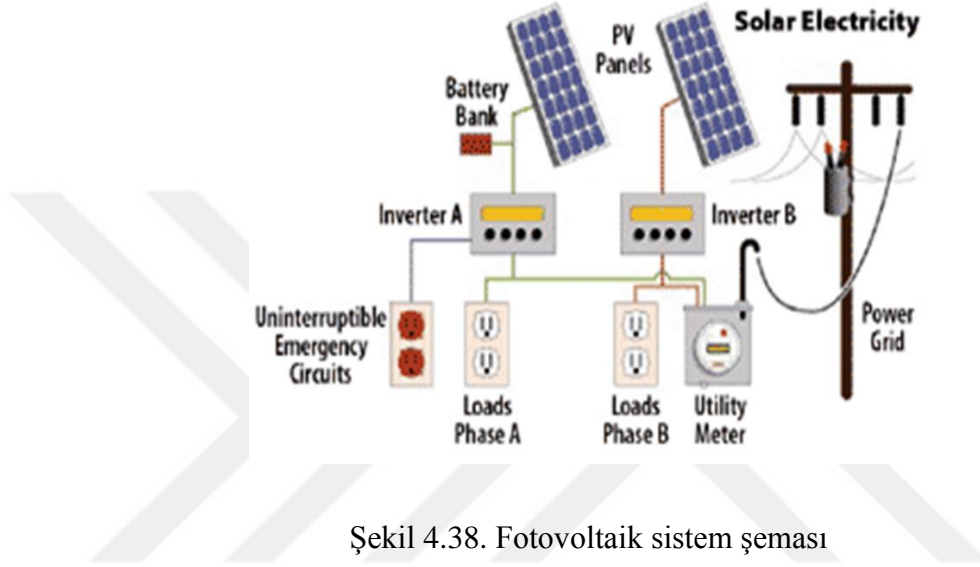 Solar Electricity
PV
Panels
Battery
Bank
Inverter A
Inverter B
Uninterruptible
Emergency
Circuits
Loads
Phase A
Loads
Phase B
Utility
Meter
Power
Grid
Şekil 4.38. Fotovoltaik sistem şeması